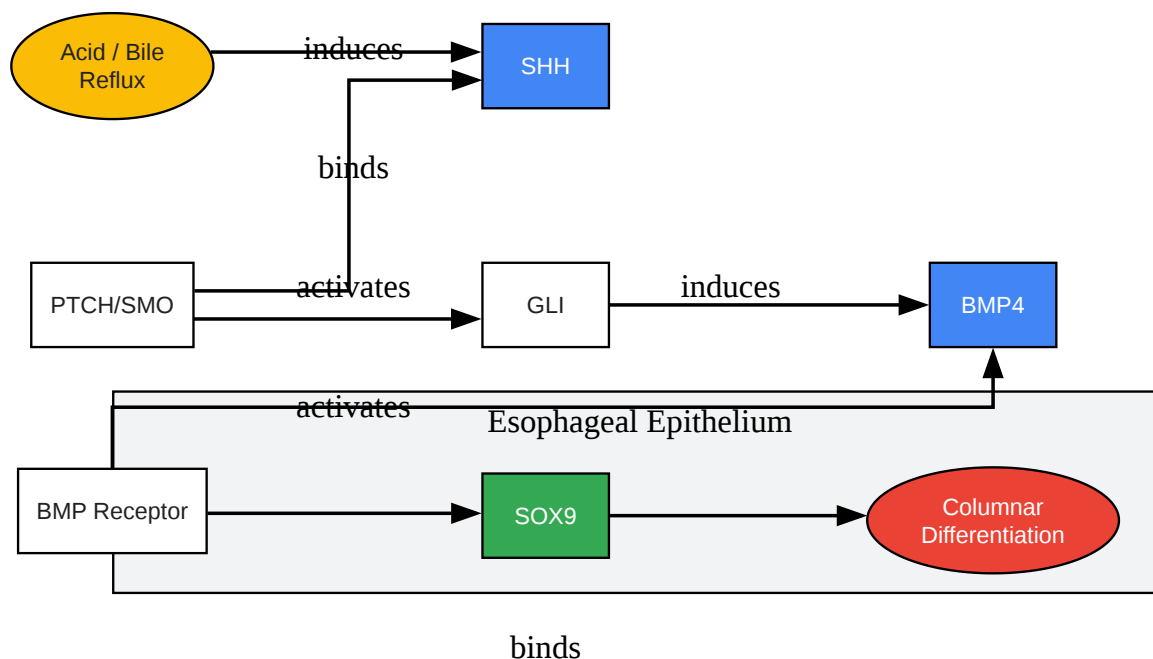 Acid / Bile
Reflux
induces
SHH
binds
PTCH/SMO
activates
GLI
induces
BMP4
activates
Esophageal Epithelium
BMP Receptor
SOX9
Columnar
Differentiation
binds